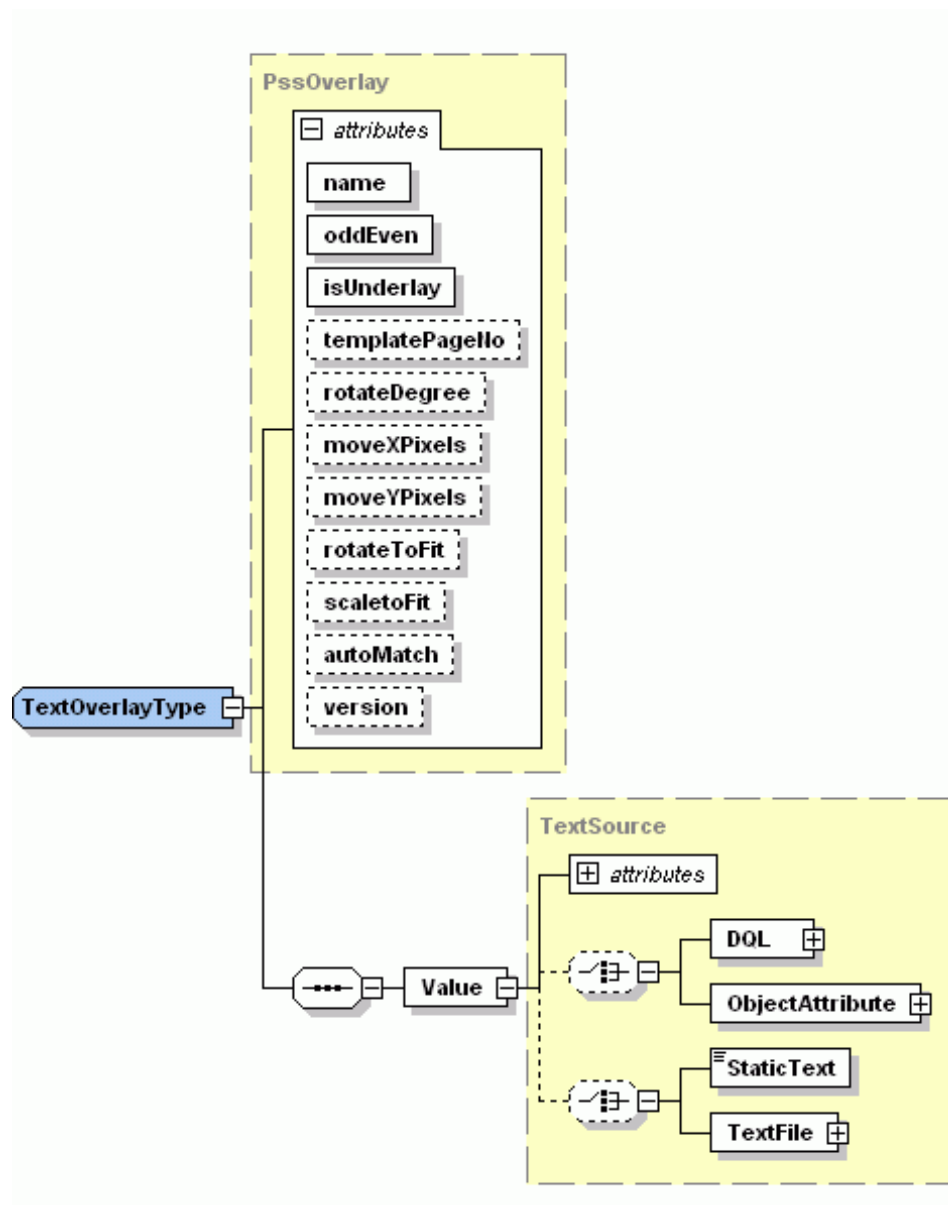 PssOverlay
attributes
name
oddEven
isUnderlay
templatePageNo
rotateDegree
moveXPixels
moveYPixels
rotateToFit
scaletoFit
autoMatch
version
TextOverlayType
TextSource
attributes
DQL
Value
ObjectAttribute
StaticText
TextFile